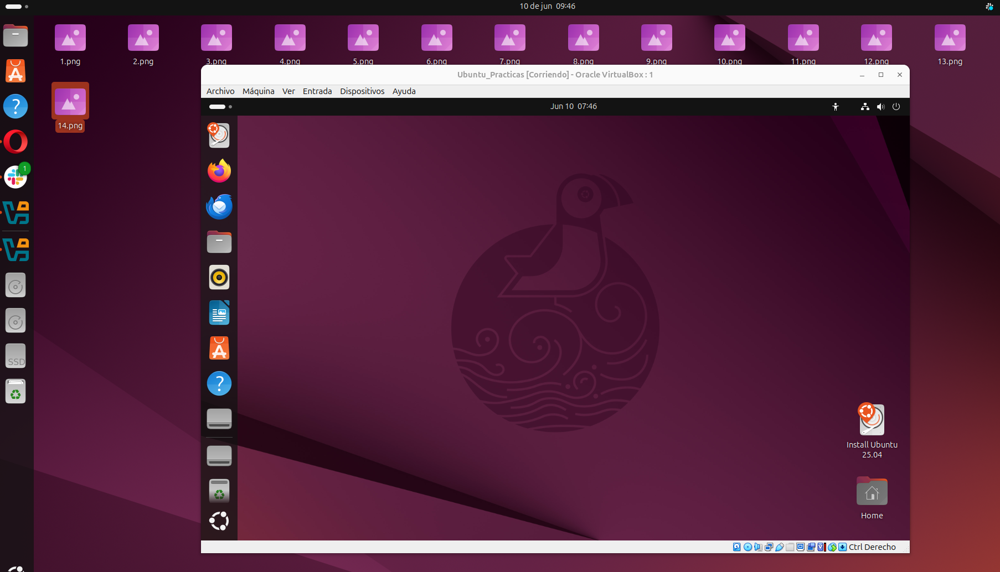 10 de jun 09:46
1.png
2.png
3.png
4.png
5.png
6.png
7.png
8.png
9.png
10.png
11.png
12.png
13.png
14.png
Ubuntu_Practicas [Corriendo] - Oracle VirtualBox : 1
Archivo Máquina Ver Entrada Dispositivos Ayuda
Jun 10 07:46
1
SSD
Install Ubuntu
25.04
Home
Ctrl Derecho